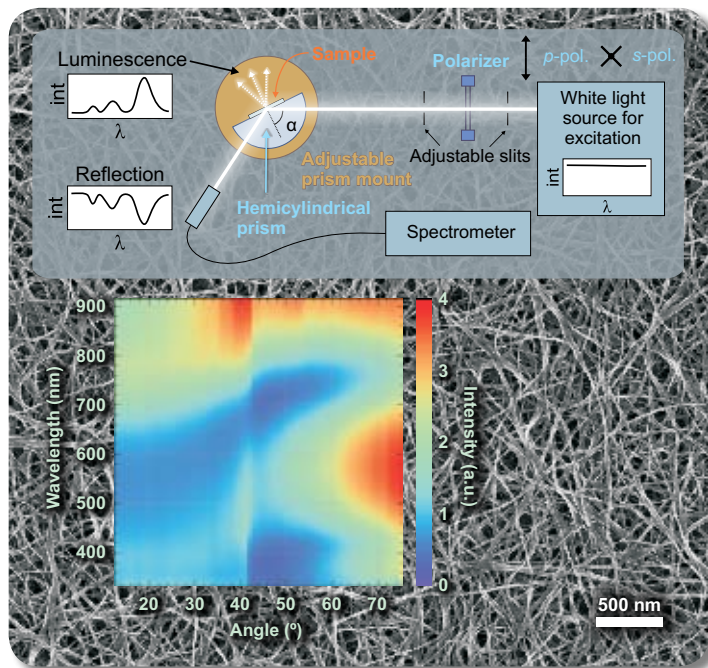 Luminescence
int
λ
Reflection
int
λ
Sample
α
Adjustable
prism mount
Hemicylindrical
prism
Polarizer
Adjustable slits
p-pol.
s-pol.
White light
source for
excitation
int
λ
Spectrometer
Wavelength (nm)
900
800
700
600
500
400
20
30
40
50
60
70
Angle (º)
4
3
2
1
0
Intensity (a.u.)
500 nm